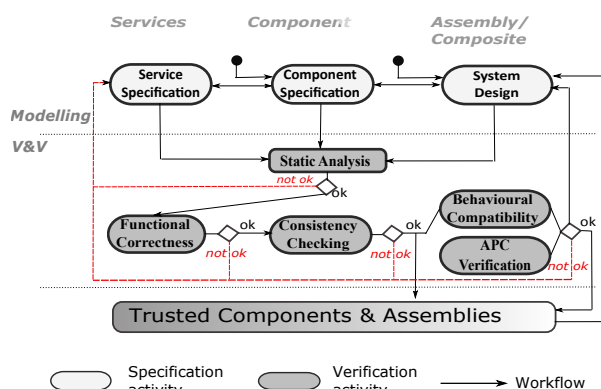 Services
Component
Assembly/
Composite
Service
Specification
Component
Specification
System
Design
Modelling
V&V
Static Analysis
not ok
ok
Functional
Correctness
ok
not ok
Consistency
Checking
ok
not ok
Behavioural
Compatibility
APC
Verification
ok
not ok
Trusted Components & Assemblies
Specification
activity
Verification
activity
Workflow